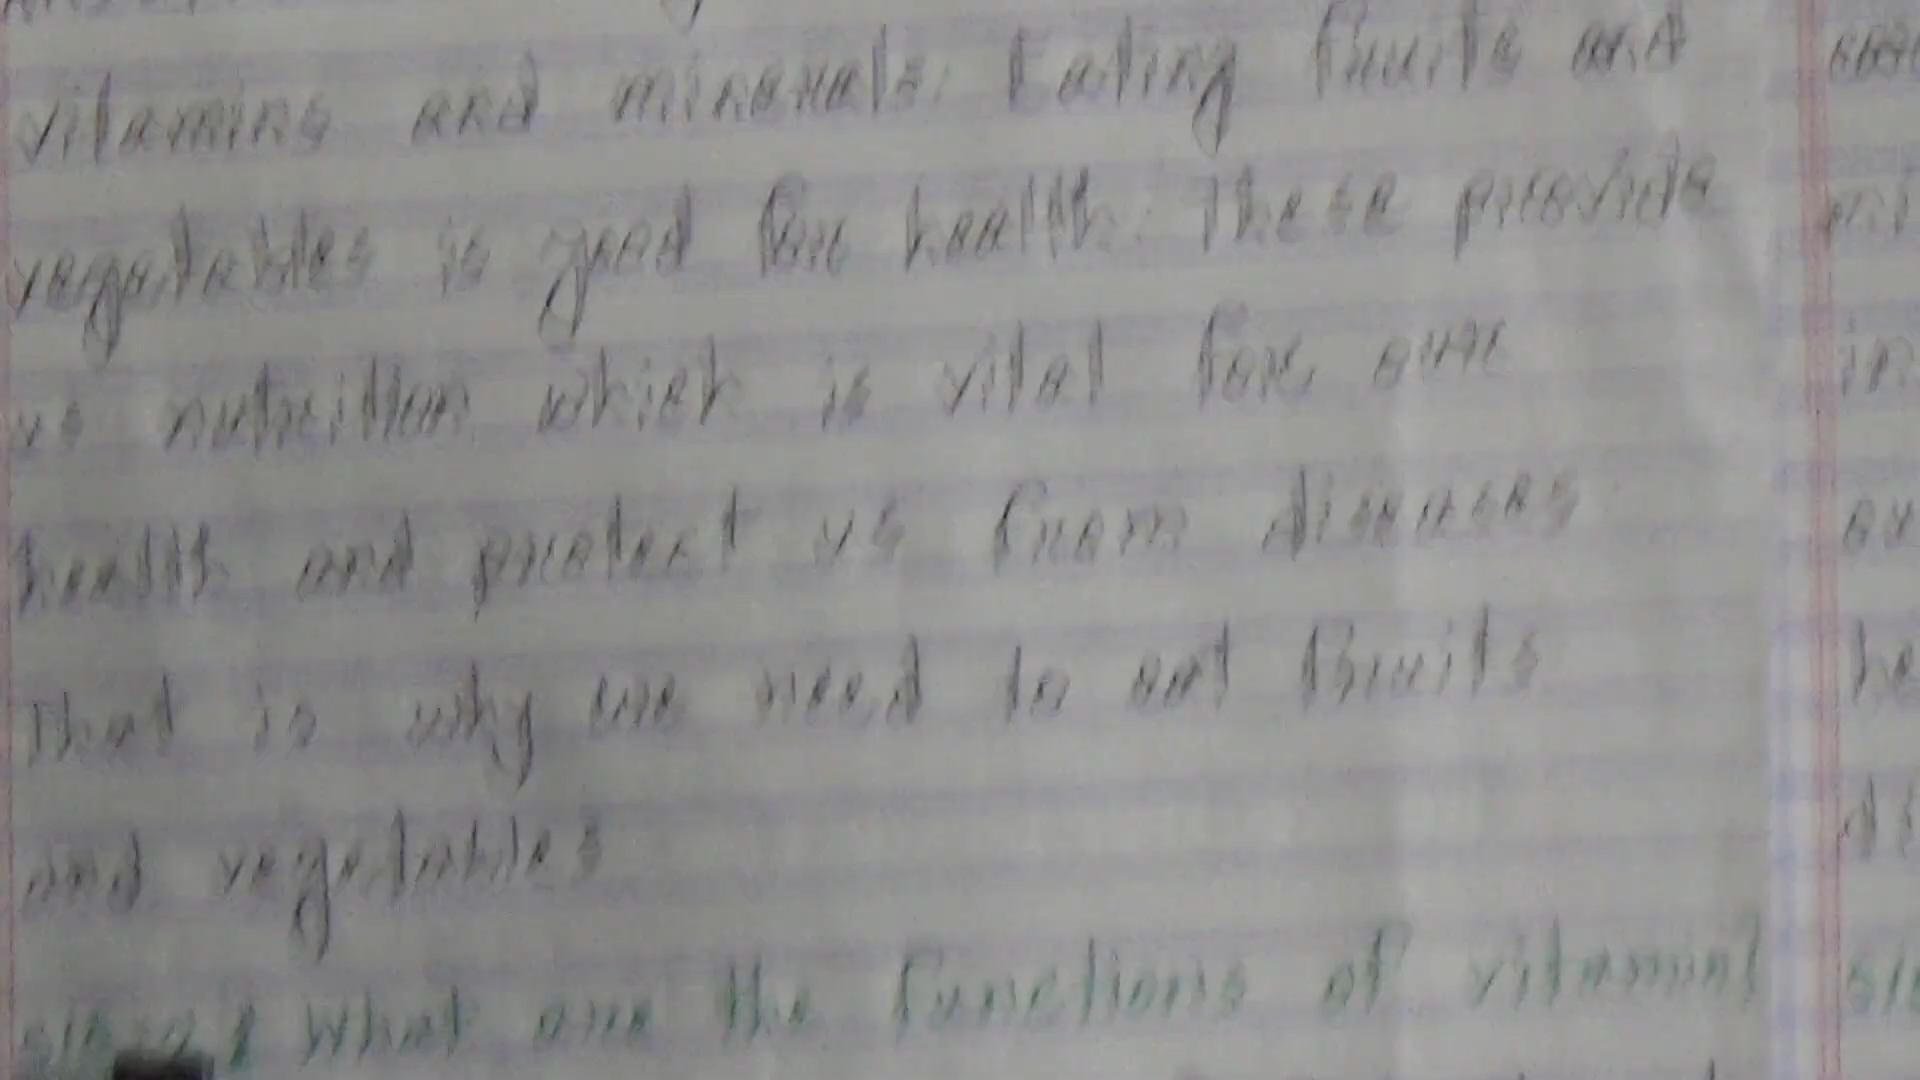 vitamins and minerals. Eating fruits and
vegetables is good for health. These provide
us nutrition which is vital for our
health and protect us from diseases
That is why we need to eat fruits
and vegetables
What are the functions of vitamins